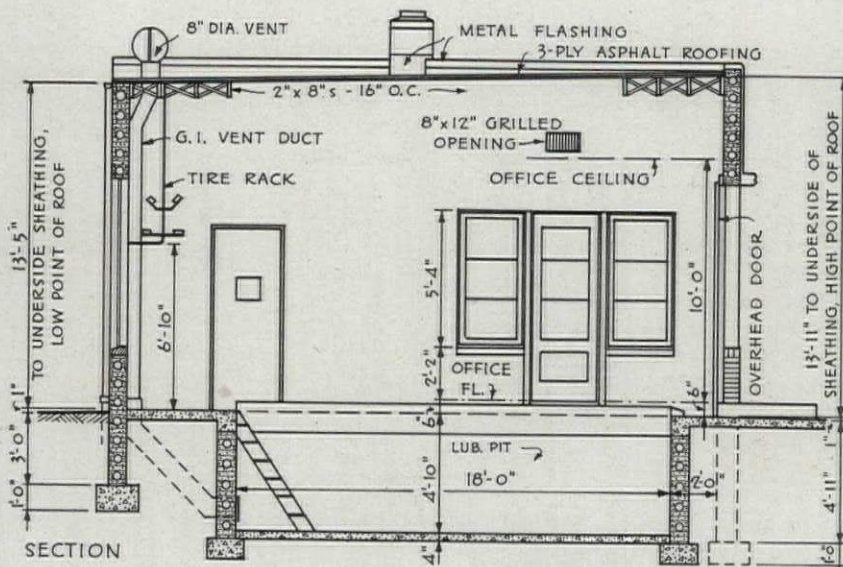 8" DIA. VENT
METAL FLASHING
3-PLY ASPHALT ROOFING
2" x 8"s - 16" O.C.
8"x 12" GRILLED
OPENING
G.I. VENT DUCT
TIRE RACK
OFFICE CEILING
13'-5"
TO UNDERSIDE SHEATHING,
LOW POINT OF ROOF
6'-10"
5'-4"
2'-2"
10'-0"
OVERHEAD DOOR
13'-11" TO UNDERSIDE OF
SHEATHING, HIGH POINT OF ROOF
OFFICE
FL.
6"
6"
1"
3'-0"
1'-0"
LUB. PIT
18'-0"
4'-10"
4"
2'-0"
1"
4'-11"
1'-0"
SECTION